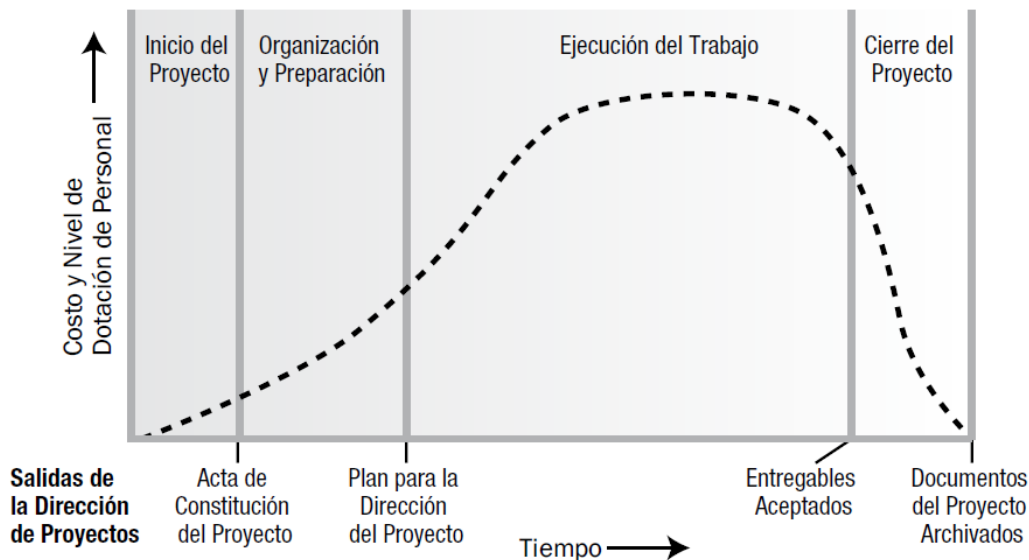 Inicio del
Proyecto
Organización
y Preparación
Ejecución del Trabajo
Cierre del
Proyecto
Costo y Nivel de
Dotación de Personal
Salidas de
la Dirección
de Proyectos
Acta de
Constitución
del Proyecto
Plan para la
Dirección
del Proyecto
Entregables
Aceptados
Documentos
del Proyecto
Archivados
Tiempo